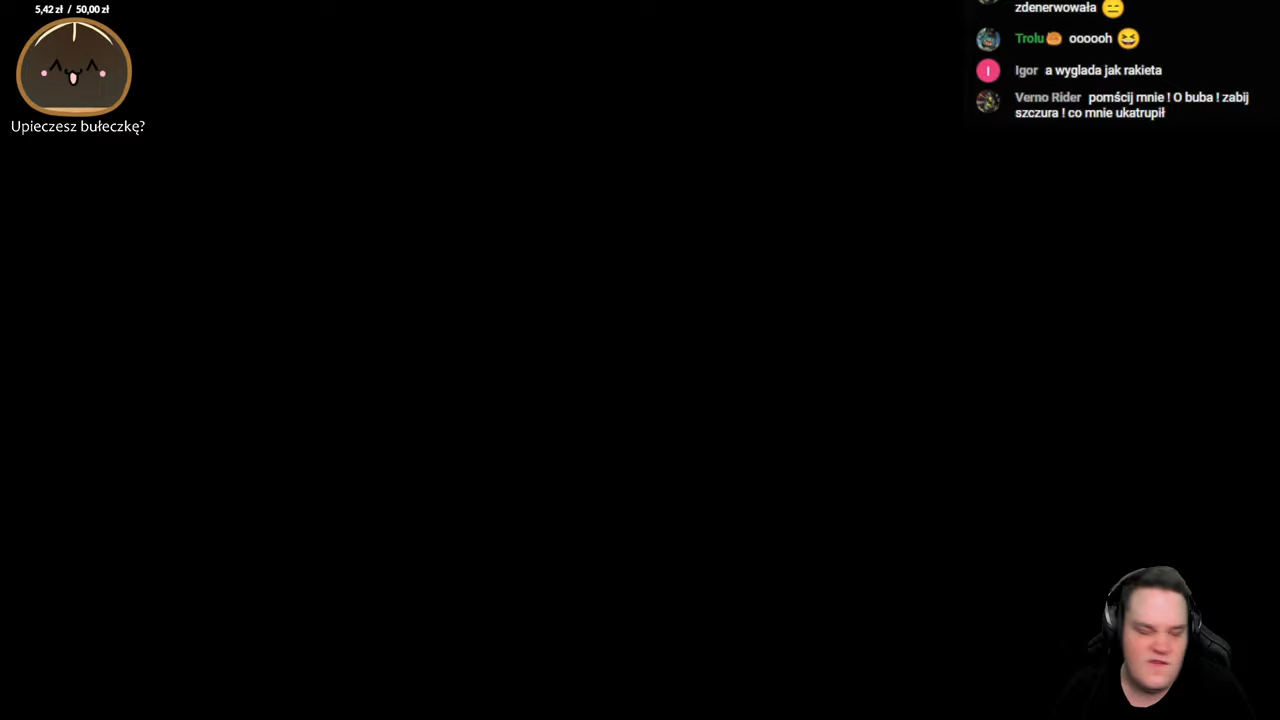 5,42 zł / 50,00 zł
Upieczesz bułeczkę?
zdenerwowała 😑
Trolu oooooh 😆
I Igor a wyglada jak rakieta
Verno Rider pomścij mnie ! O buba ! zabij
szczura ! co mnie ukatrupił